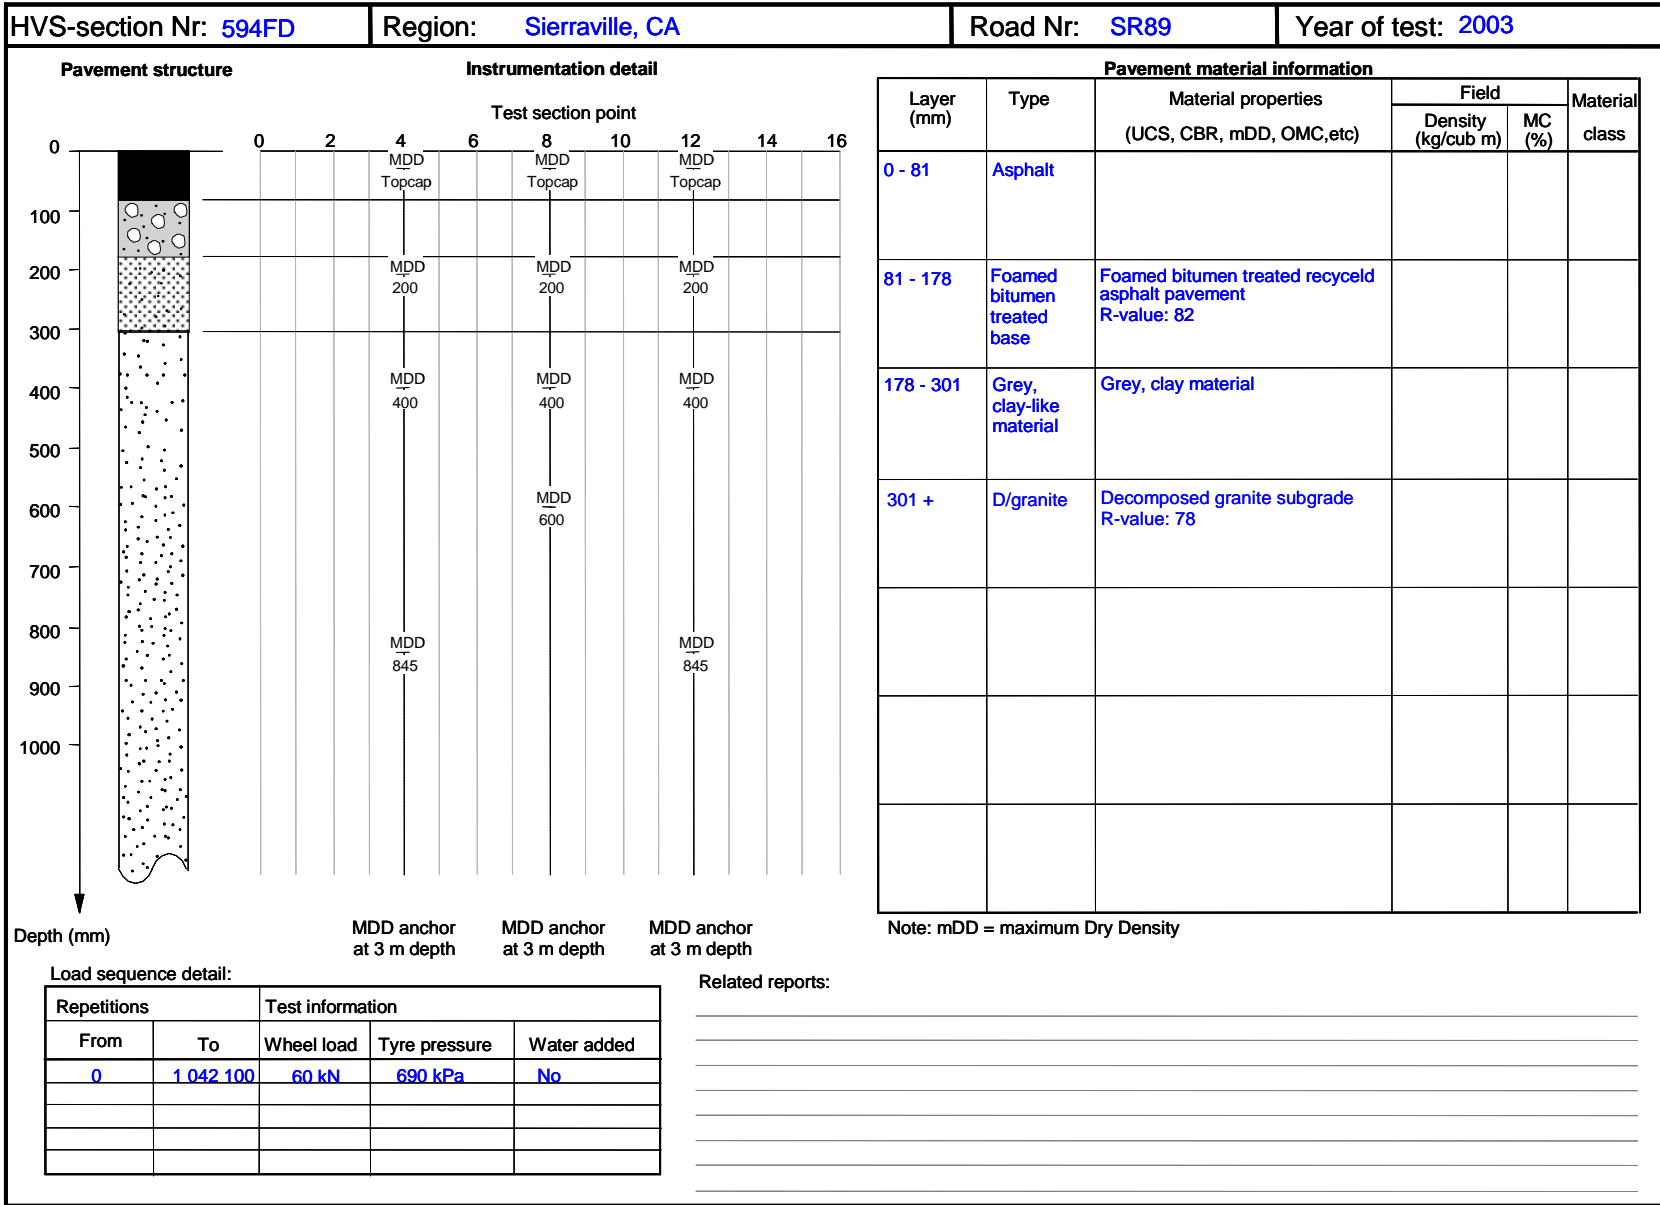 HVS-section Nr: 594FD Region: Sierraville, CA Road Nr: SR89 Year of test: 2003
Pavement structure
Instrumentation detail
Test section point
0 2 4 6 8 10 12 14 16
0
100
200
300
400
500
600
700
800
900
1000
Depth (mm)
MDD MDD MDD
Topcap Topcap Topcap
MDD MDD MDD
200 200 200
MDD MDD MDD
400 400 400
MDD
600
MDD MDD
845 845
MDD anchor MDD anchor MDD anchor
at 3 m depth at 3 m depth at 3 m depth
Pavement material information
Layer
(mm)
Type
Material properties
(UCS, CBR, mDD, OMC,etc)
Field
Density
(kg/cub m)
MC
(%)
Material
class
0 - 81
Asphalt
81 - 178
Foamed
bitumen
treated
base
Foamed bitumen treated recyceld
asphalt pavement
R-value: 82
178 - 301
Grey,
clay-like
material
Grey, clay material
301 +
D/granite
Decomposed granite subgrade
R-value: 78
Note: mDD = maximum Dry Density
Load sequence detail:
Repetitions Test information
From To Wheel load Tyre pressure Water added
0 1 042 100 60 kN 690 kPa No
Related reports: